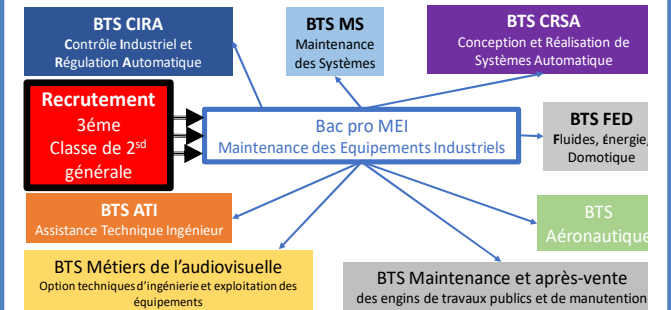 BTS CIRA
Contrôle Industriel et
Régulation Automatique
BTS MS
Maintenance
des Systèmes
BTS CRSA
Conception et Réalisation de
Systèmes Automatique
Recrutement
3éme
Classe de 2sd
générale
Bac pro MEI
Maintenance des Equipements Industriels
BTS FED
Fluides, énergie,
Domotique
BTS ATI
Assistance Technique Ingénieur
BTS
Aéronautique
BTS Métiers de l'audiovisuelle
Option techniques d'ingénierie et exploitation des
équipements
BTS Maintenance et après-vente
des engins de travaux publics et de manutention